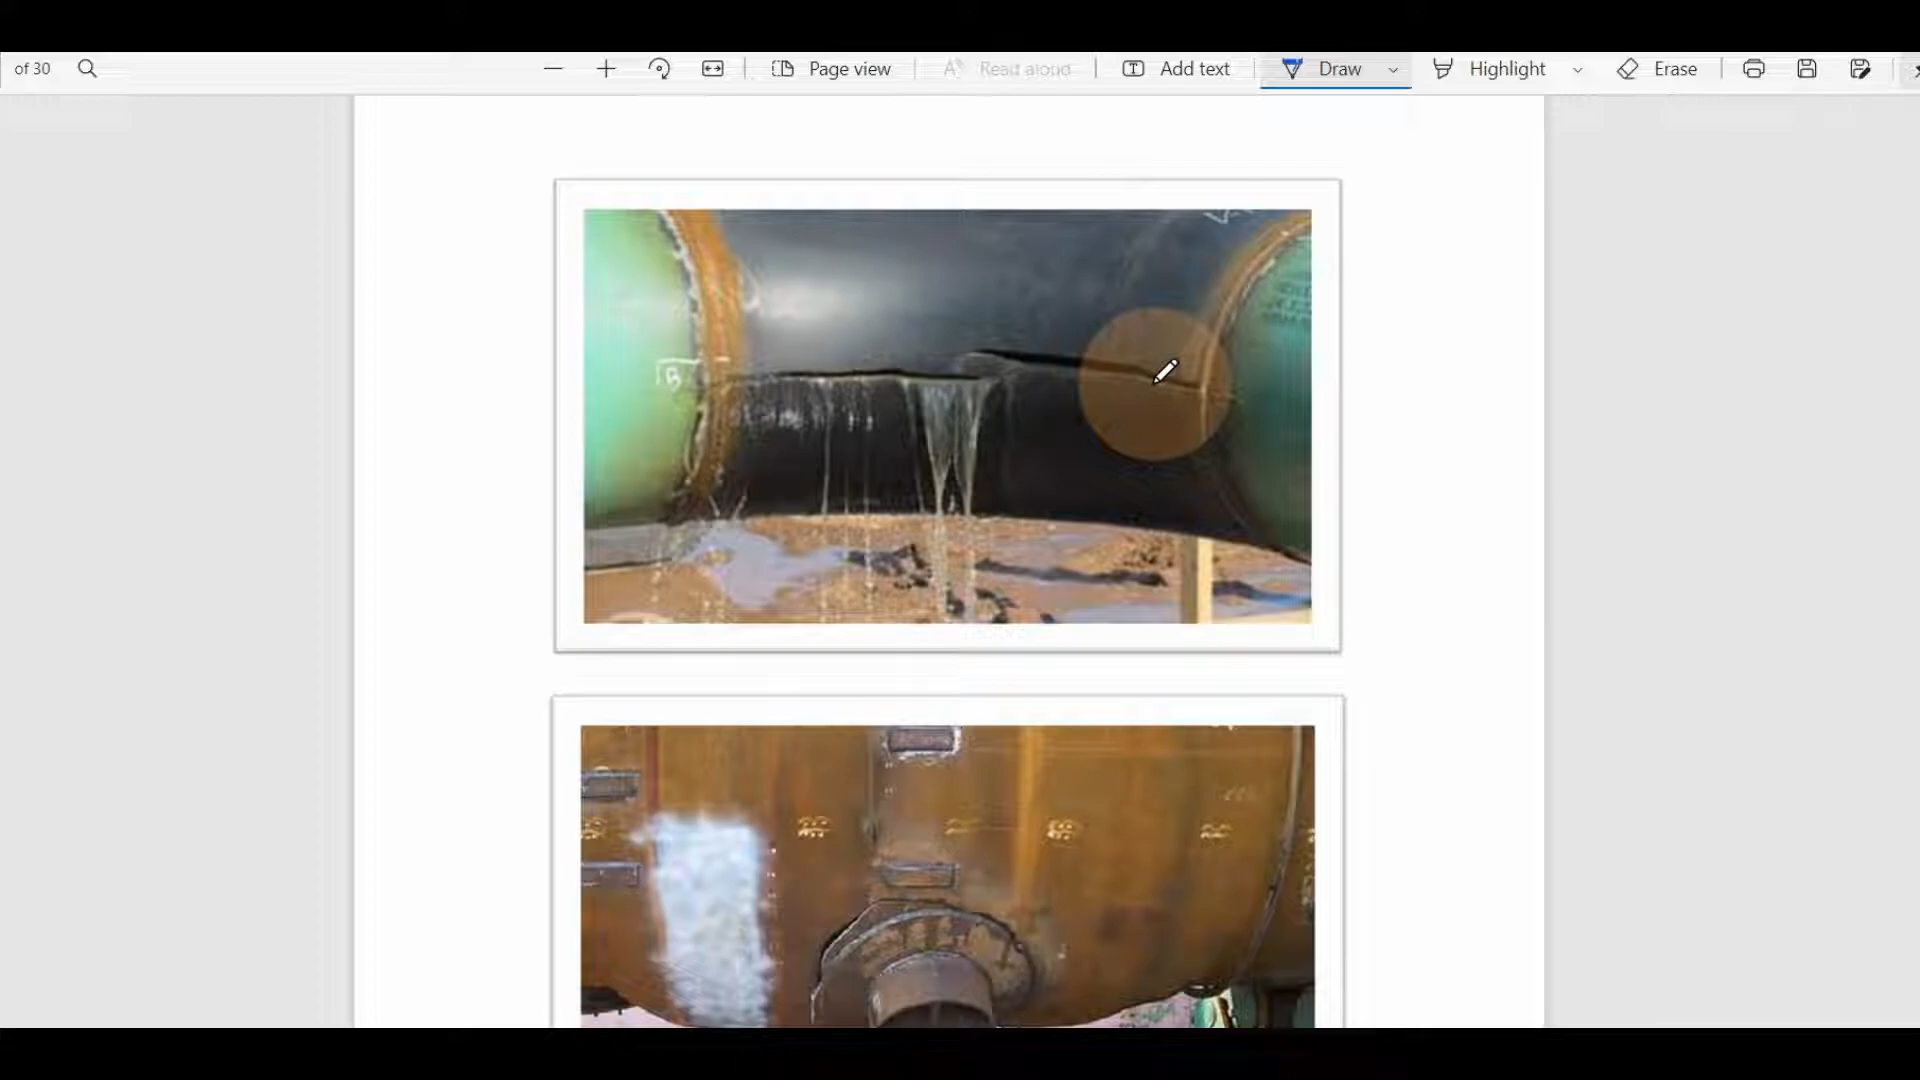 of 30
Page view
Read aloud
Add text
Draw
Highlight
Erase
B